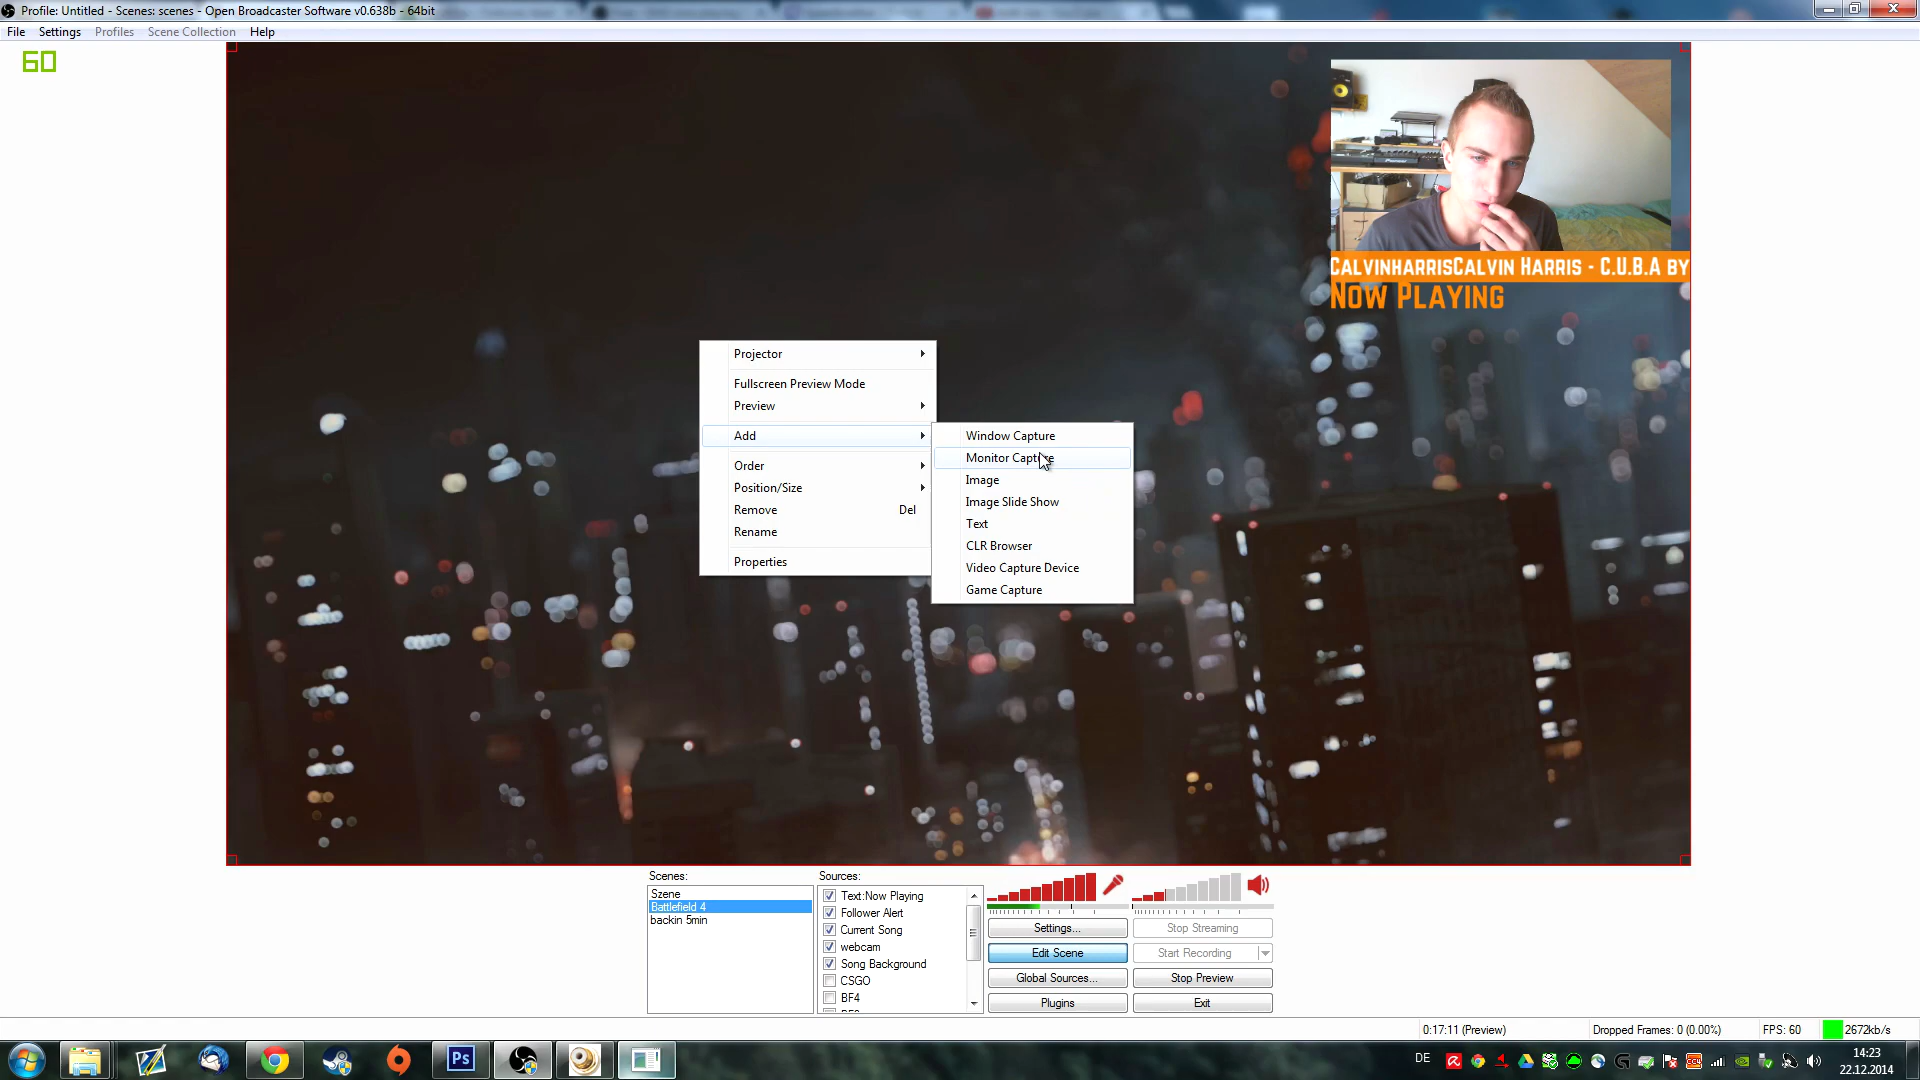 Profile: Untitled - Scenes: scenes - Open Broadcaster Software v0.638b - 64bit
File Settings Profiles Scene Collection Help
60
CalvinharrisCalvin Harris - C.U.B.A by
Now Playing
Projector
Fullscreen Preview Mode
Preview
Add
Order
Position/Size
Remove Del
Rename
Properties
Window Capture
Monitor Capture
Image
Image Slide Show
Text
CLR Browser
Video Capture Device
Game Capture
Scenes:
Szene
Battlefield 4
backin 5min
Sources:
Text:Now Playing
Follower Alert
Current Song
webcam
Song Background
CSGO
BF4
Settings...
Edit Scene
Global Sources...
Plugins
Stop Streaming
Start Recording
Stop Preview
Exit
0:17:11 (Preview)
Dropped Frames: 0 (0.00%)
FPS: 60
2672kb/s
Ps
DE
14:23
22.12.2014